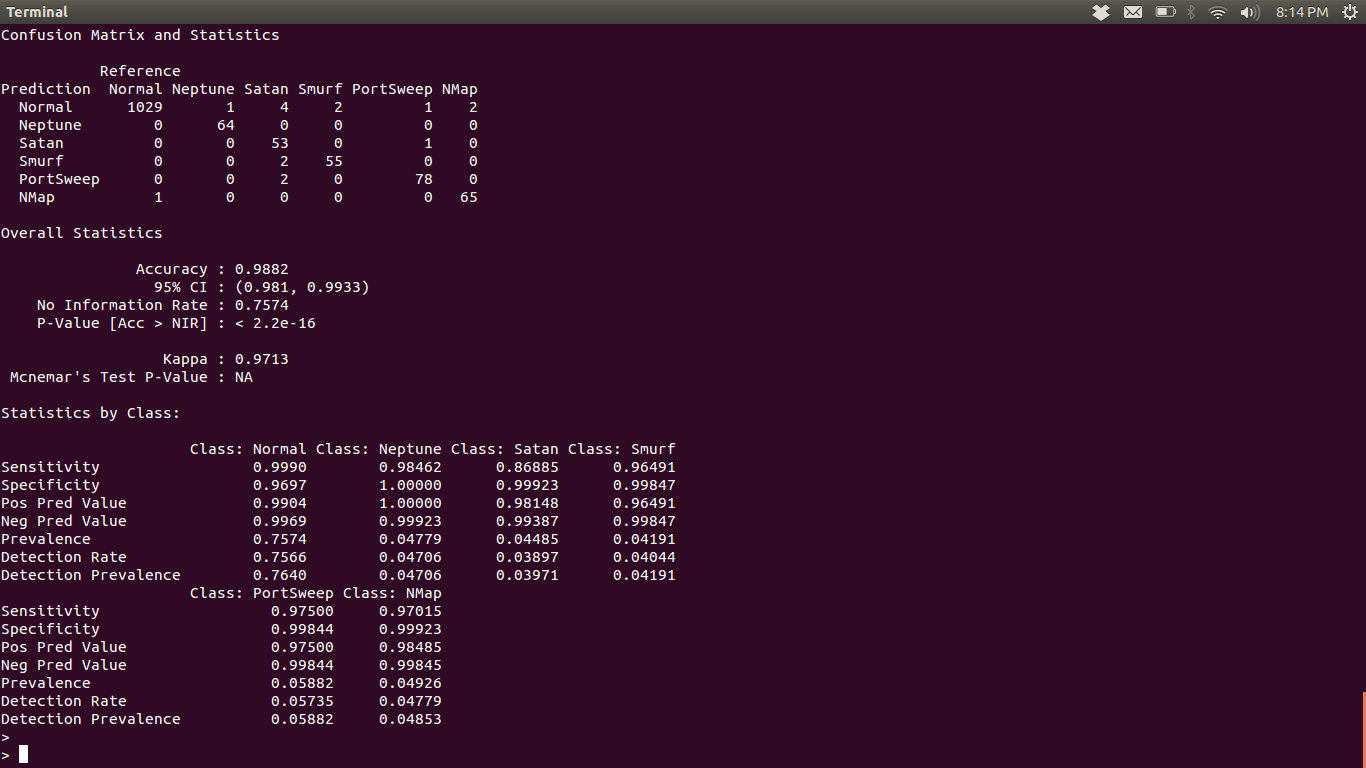 Terminal 8:14 PM
Confusion Matrix and Statistics
Reference
Prediction Normal Neptune Satan Smurf PortSweep NMap
Normal 1029 1 4 2 1 2
Neptune 0 64 0 0 0 0
Satan 0 0 53 0 1 0
Smurf 0 0 2 55 0 0
PortSweep 0 0 2 0 78 0
NMap 1 0 0 0 0 65
Overall Statistics
Accuracy : 0.9882
95% CI : (0.981, 0.9933)
No Information Rate : 0.7574
P-Value [Acc > NIR] : < 2.2e-16
Kappa : 0.9713
Mcnemar's Test P-Value : NA
Statistics by Class:
Class: Normal Class: Neptune Class: Satan Class: Smurf
Sensitivity 0.9990 0.98462 0.86885 0.96491
Specificity 0.9697 1.00000 0.99923 0.99847
Pos Pred Value 0.9904 1.00000 0.98148 0.96491
Neg Pred Value 0.9969 0.99923 0.99387 0.99847
Prevalence 0.7574 0.04779 0.04485 0.04191
Detection Rate 0.7566 0.04706 0.03897 0.04044
Detection Prevalence 0.7640 0.04706 0.03971 0.04191
Class: PortSweep Class: NMap
Sensitivity 0.97500 0.97015
Specificity 0.99844 0.99923
Pos Pred Value 0.97500 0.98485
Neg Pred Value 0.99844 0.99845
Prevalence 0.05882 0.04926
Detection Rate 0.05735 0.04779
Detection Prevalence 0.05882 0.04853
>
>